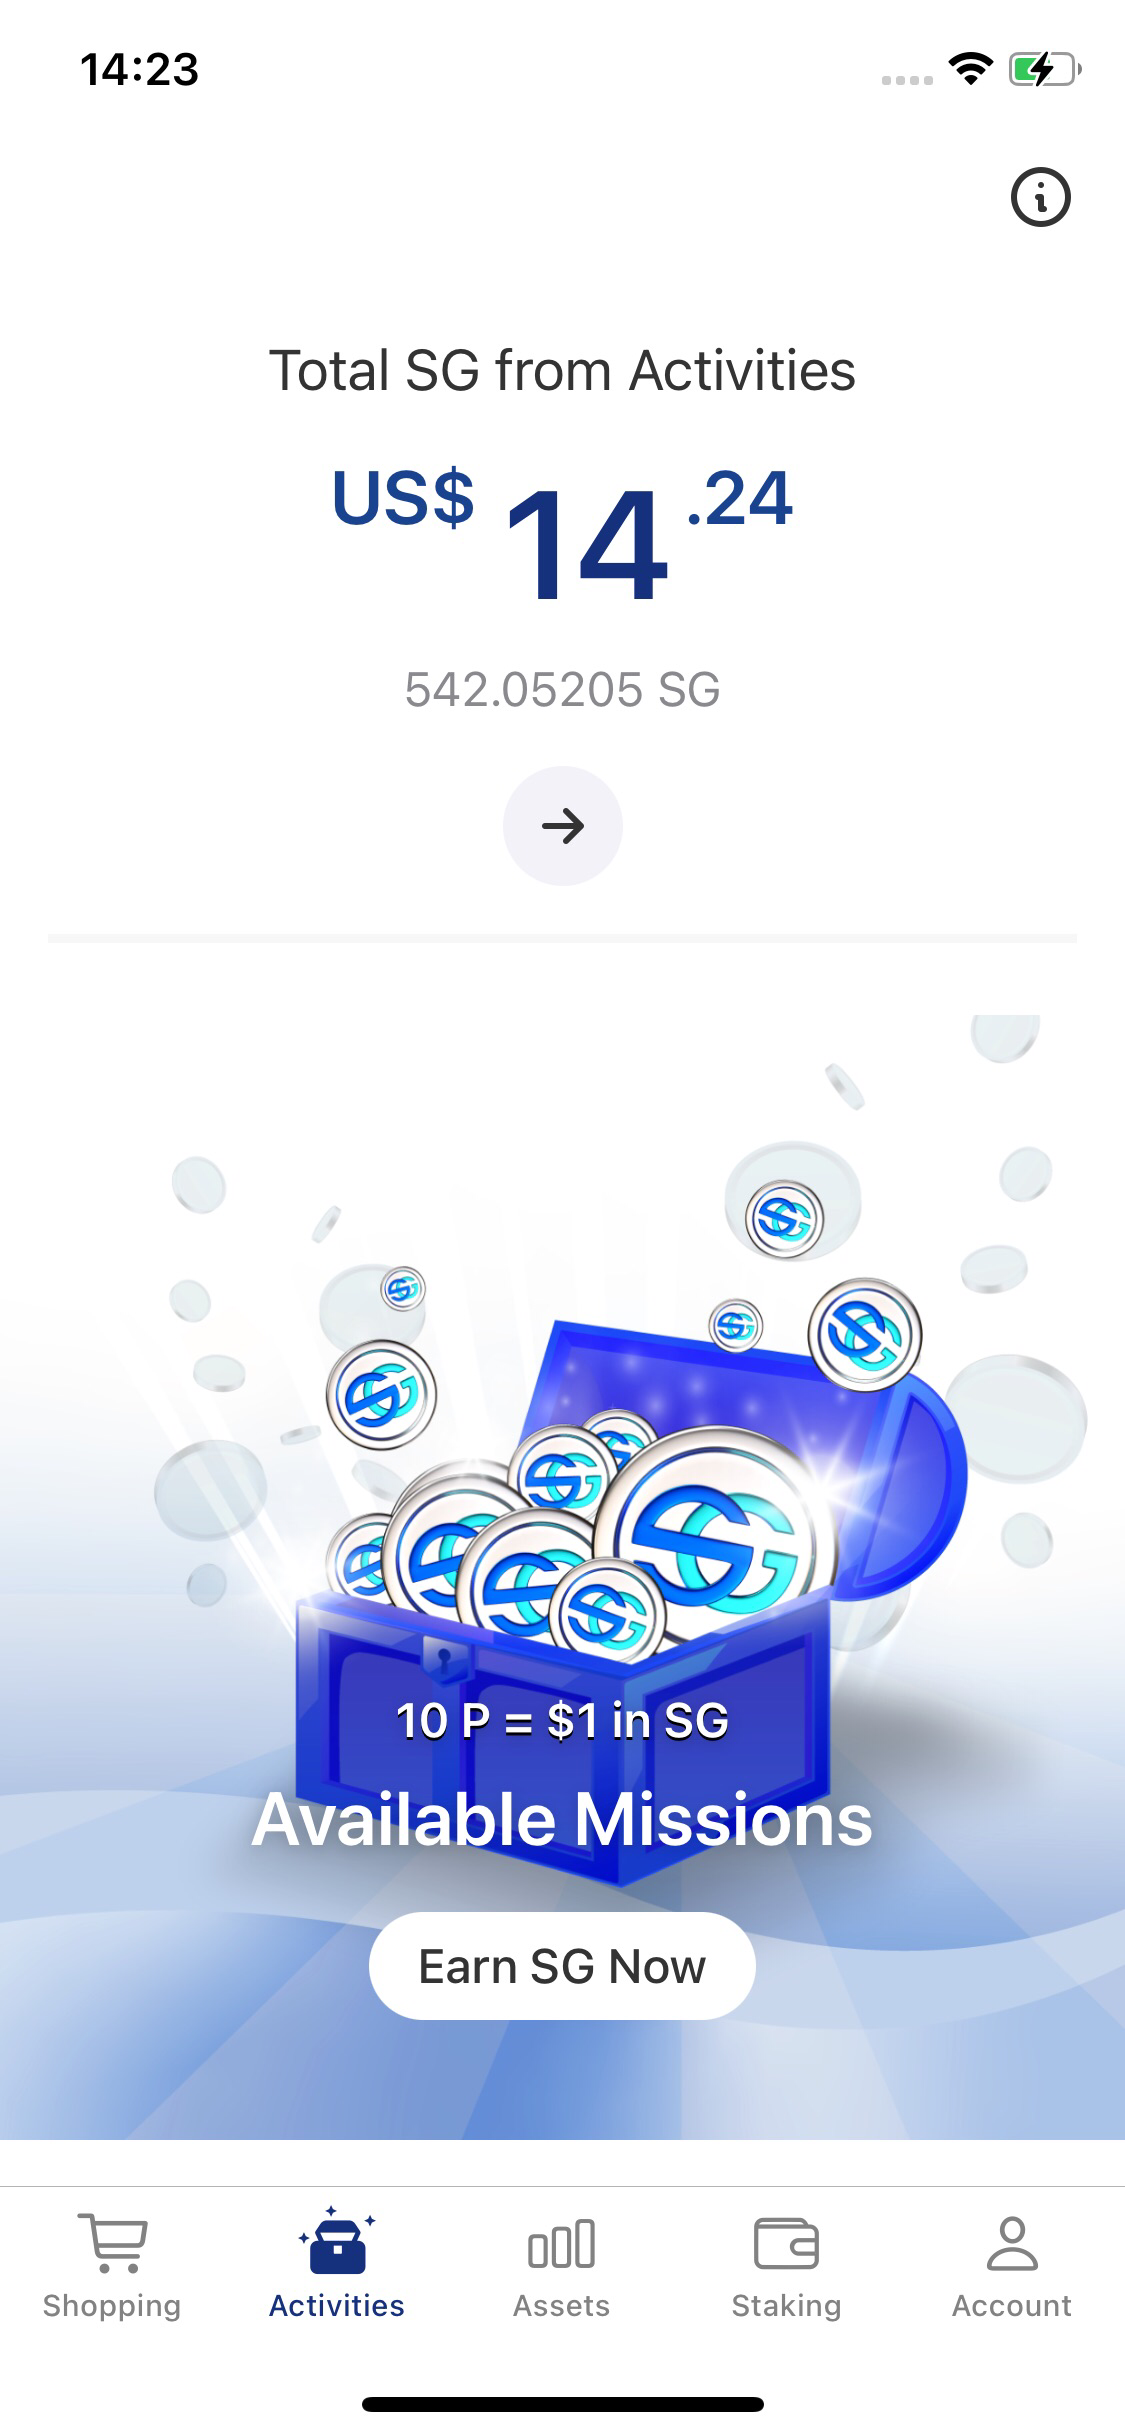 14:23
Total SG from Activities
US$ 14 .24
542.05205 SG
10 P = $1 in SG
Available Missions
Earn SG Now
Shopping
Activities
Assets
Staking
Account